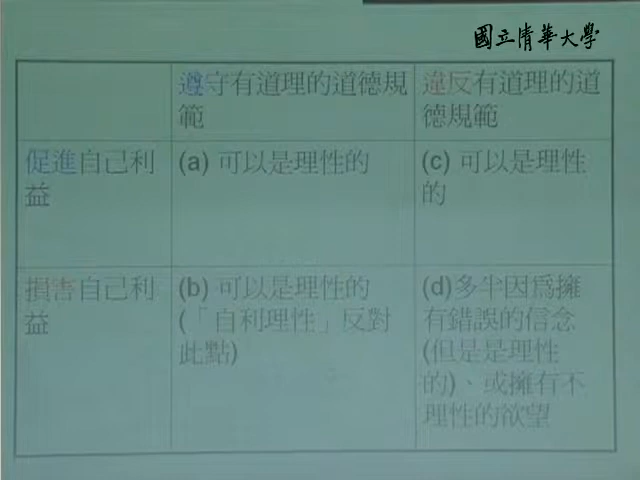 國立清華大學
遵守有道理的道德規
範
違反有道理的道
德規範
促進自己利
益
(a) 可以是理性的
(c) 可以是理性
的
損害自己利
益
(b) 可以是理性的
(「自利理性」反對
此點)
(d)多半因爲擁
有錯誤的信念
(但是是理性
的)、或擁有不
理性的欲望